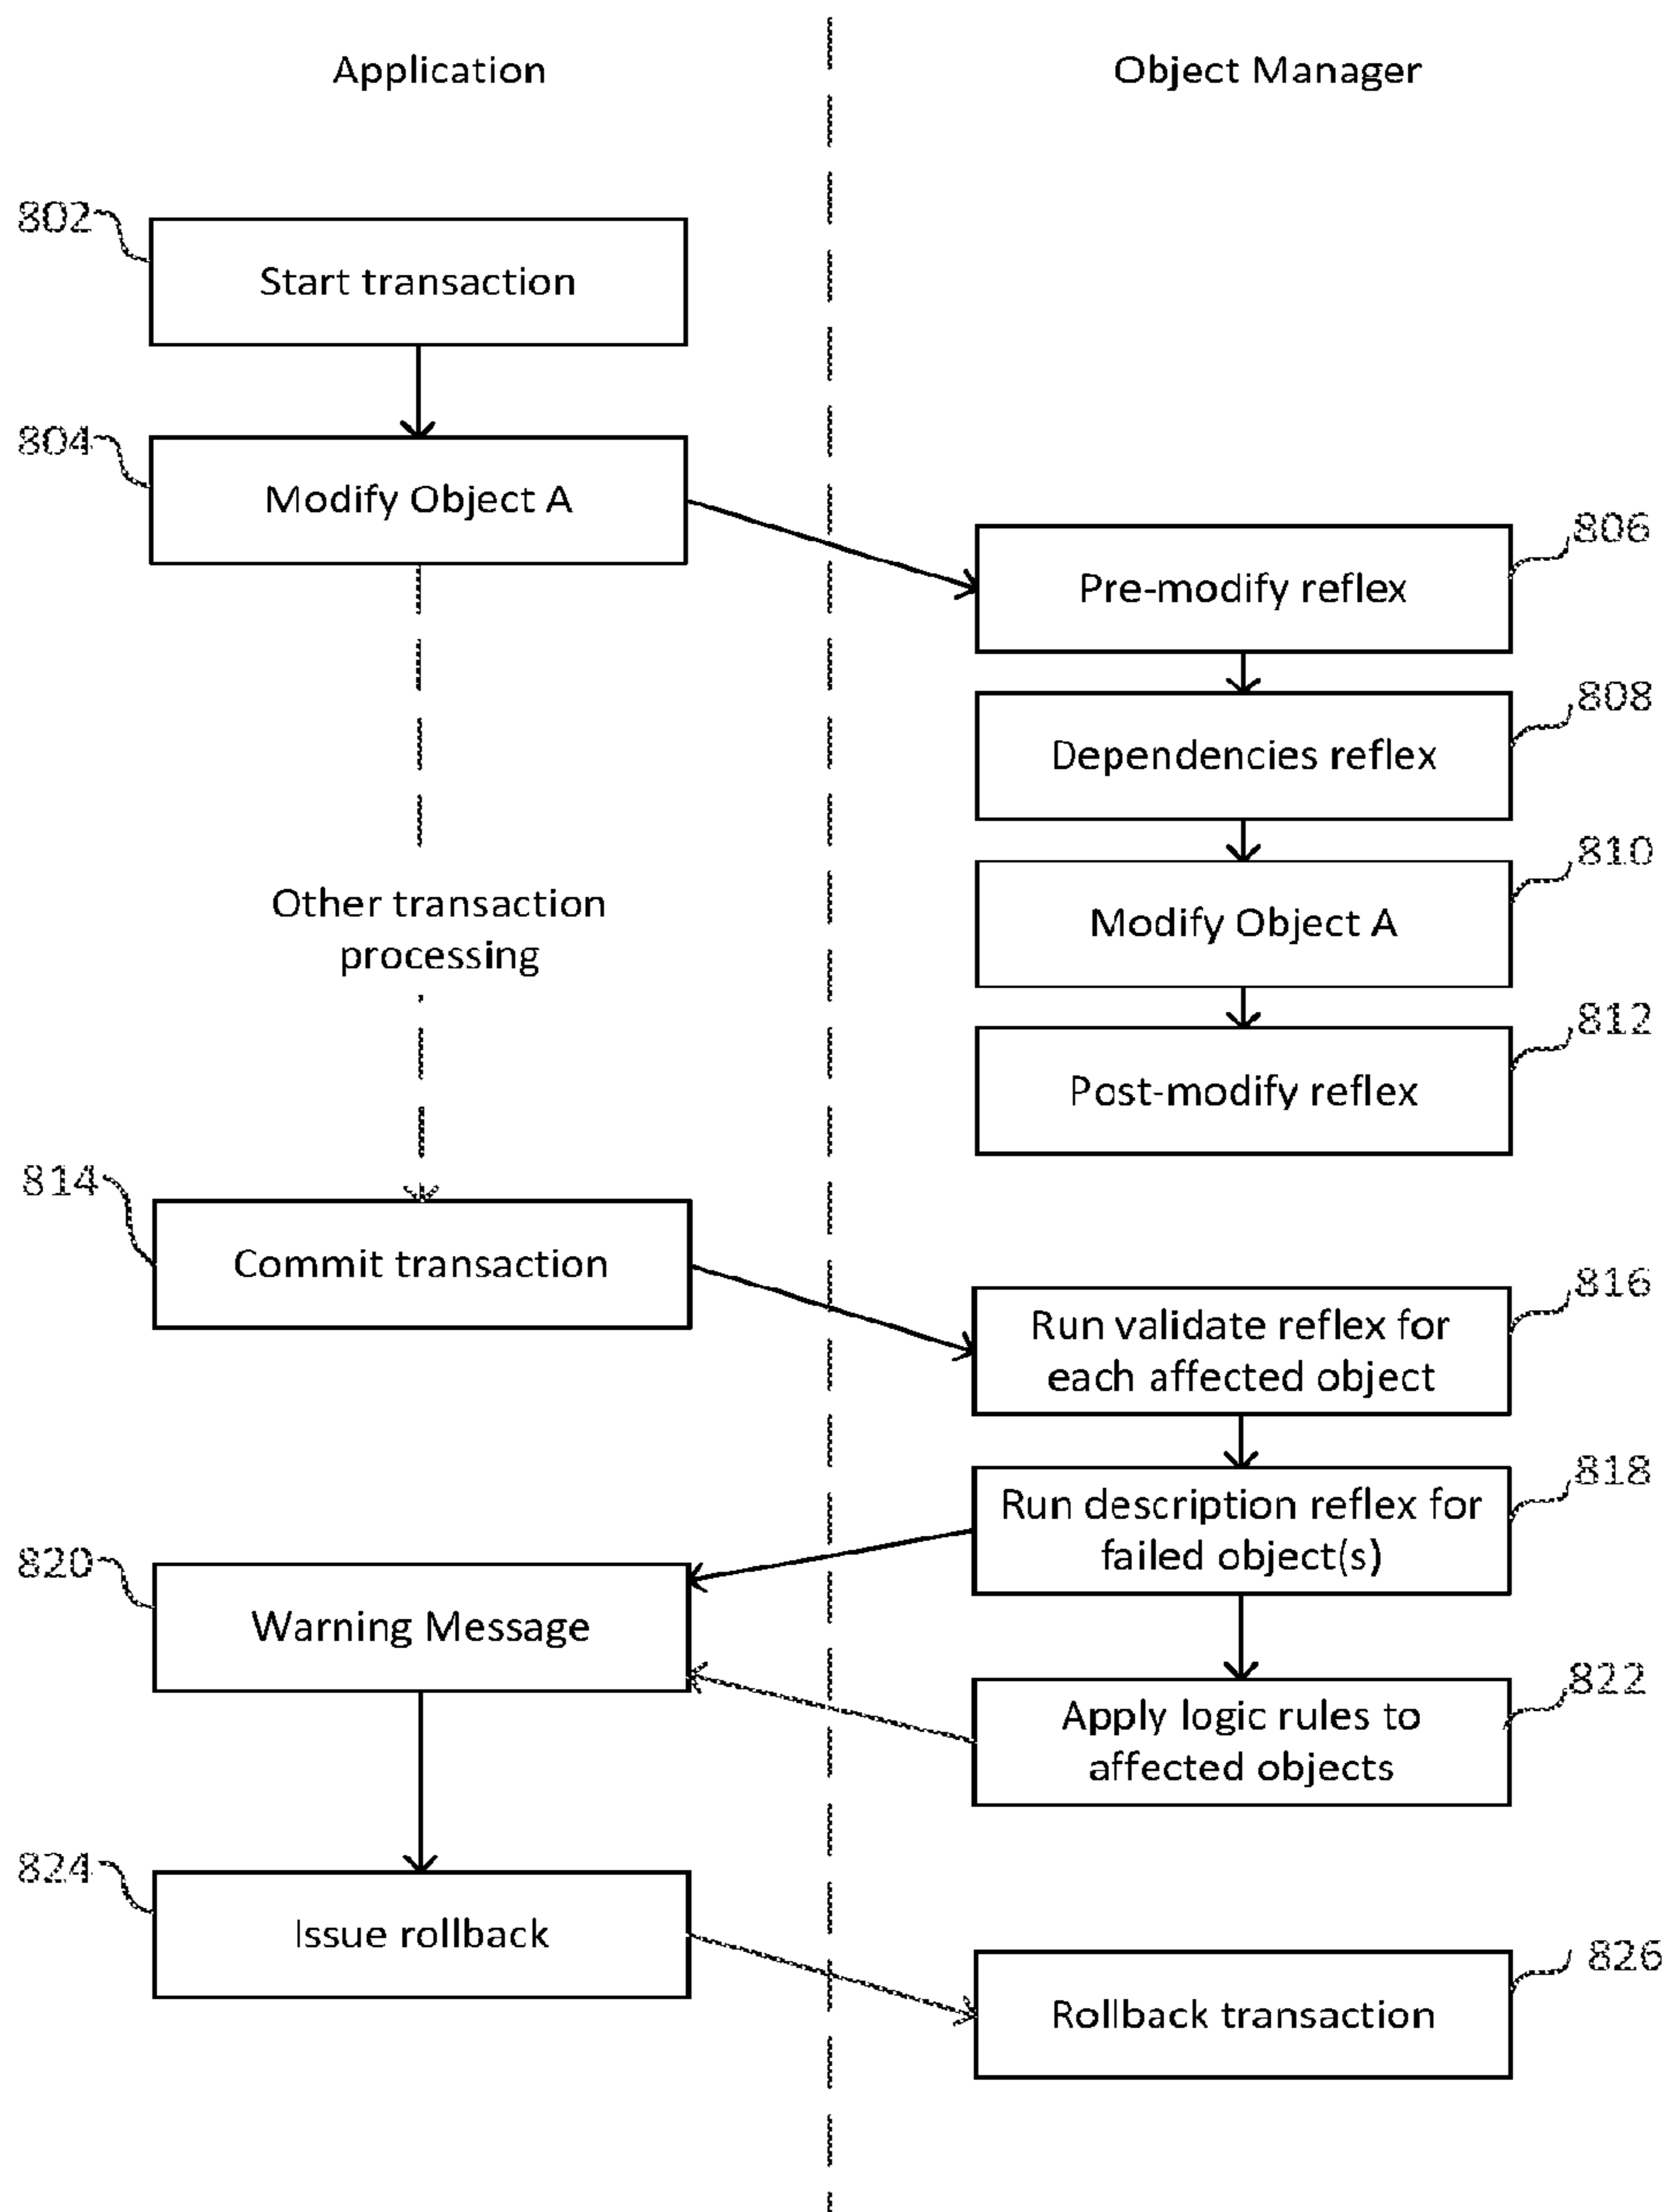 Application
Object Manager
802
Start transaction
804
Modify Object A
806
Pre-modify reflex
808
Dependencies reflex
810
Modify Object A
812
Post-modify reflex
Other transaction
processing
814
Commit transaction
816
Run validate reflex for
each affected object
818
Run description reflex for
failed object(s)
820
Warning Message
822
Apply logic rules to
affected objects
824
Issue rollback
826
Rollback transaction